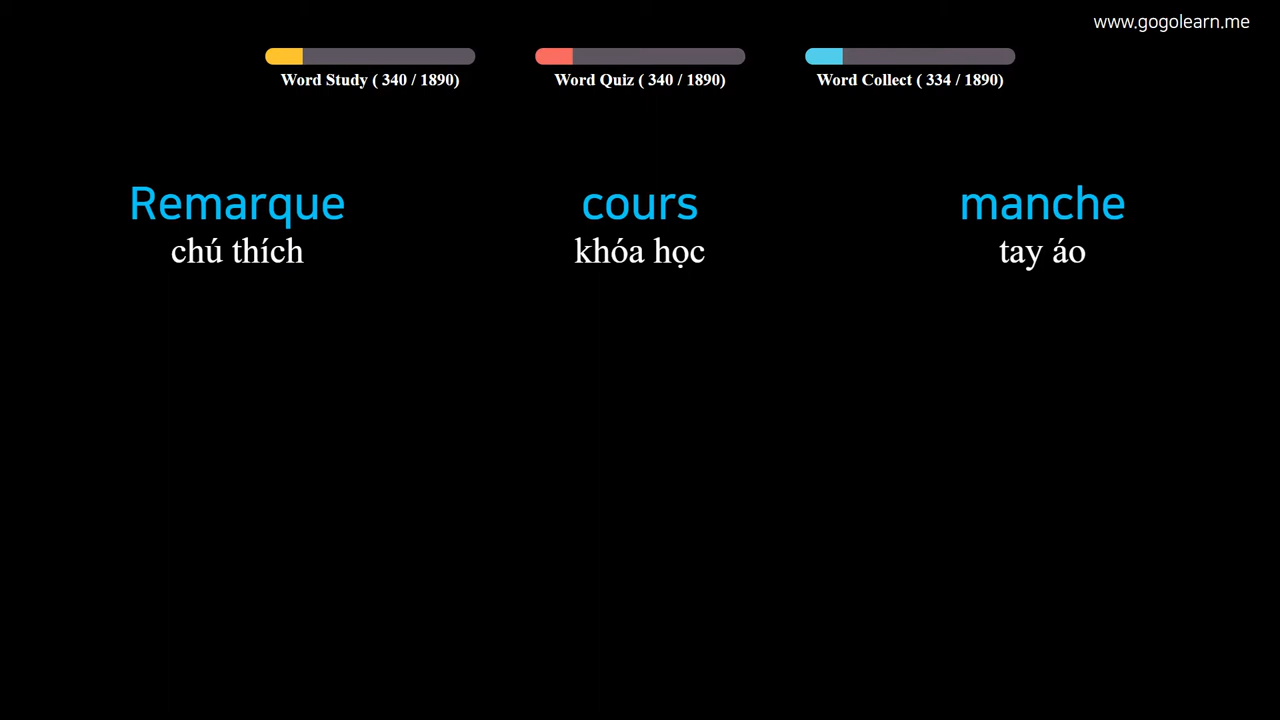 www.gogolearn.me
Word Study ( 340 / 1890)
Word Quiz ( 340 / 1890)
Word Collect ( 334 / 1890)
Remarque
chú thích
cours
khóa học
manche
tay áo